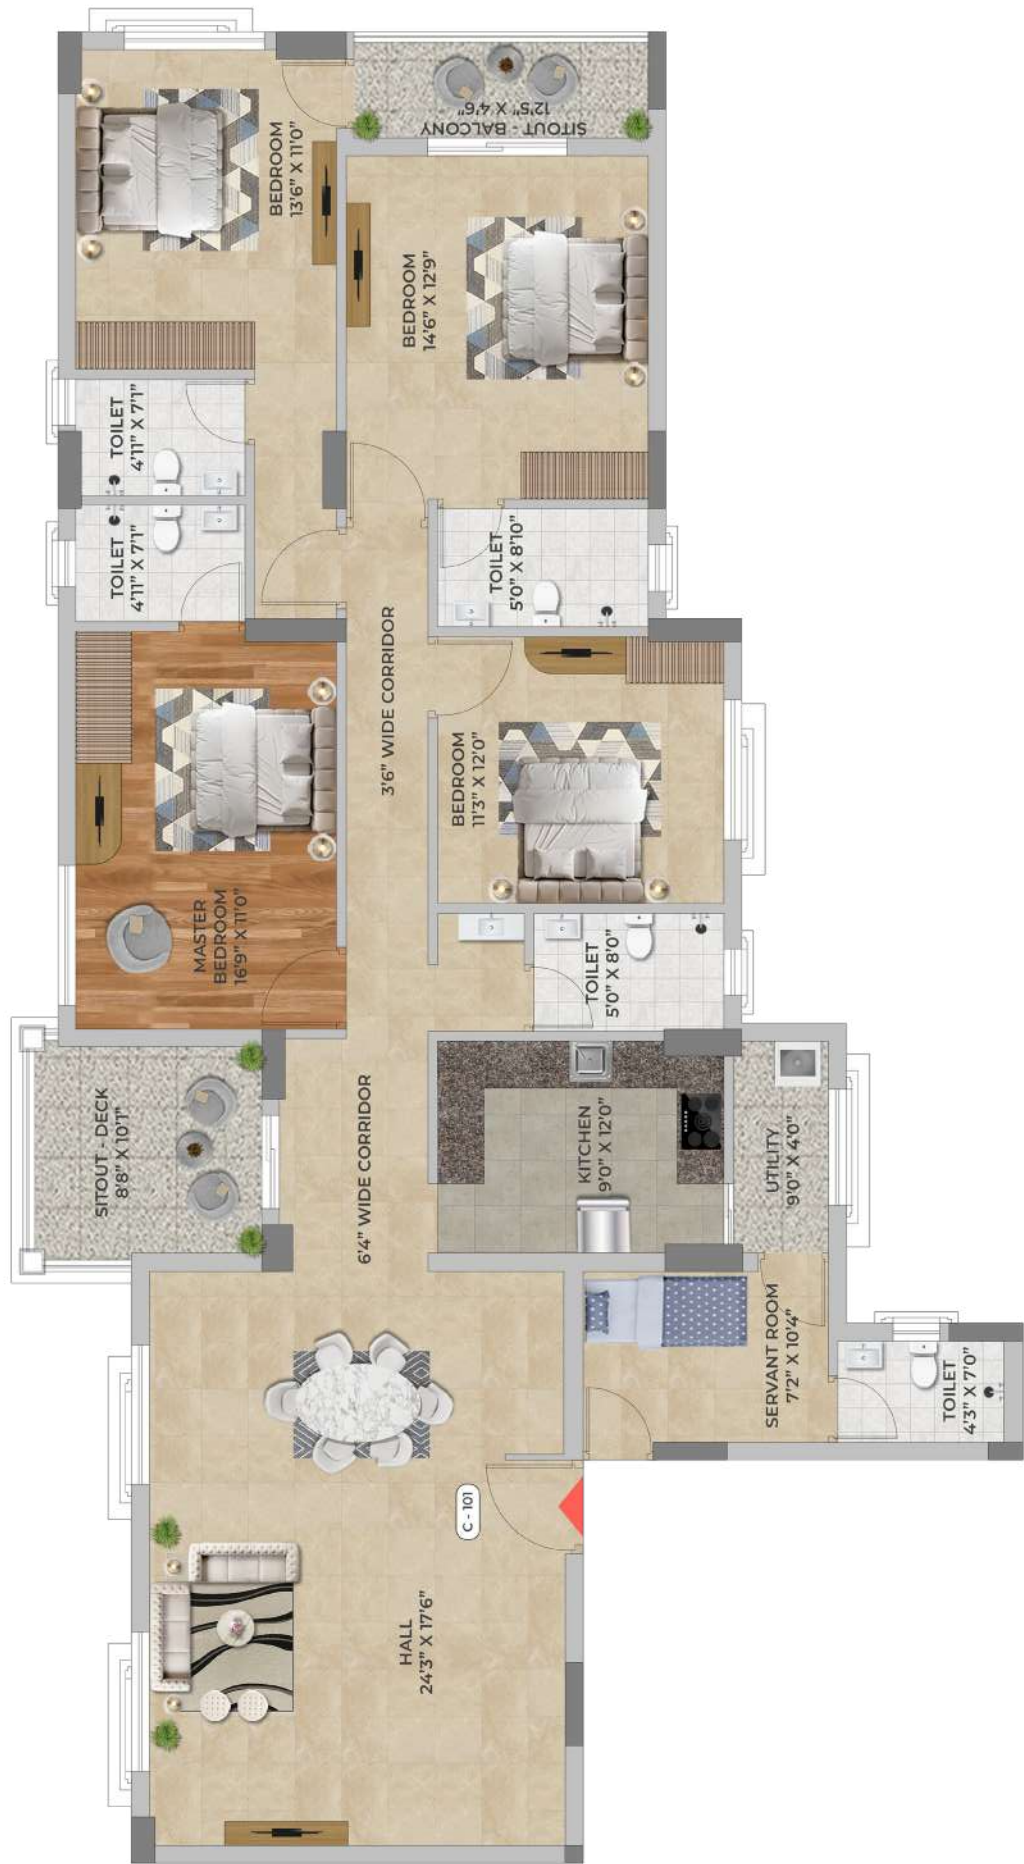 SITOUT - BALCONY
12'5" X 4'6"
BEDROOM
13'6" X 11'0"
BEDROOM
14'6" X 12'9"
TOILET
4'11" X 7'1"
TOILET
4'11" X 7'1"
TOILET
5'0" X 8'10"
3'6" WIDE CORRIDOR
BEDROOM
11'3" X 12'0"
MASTER
BEDROOM
16'9" X 11'0"
TOILET
5'0" X 8'0"
SITOUT - DECK
8'8" X 10'1"
6'4" WIDE CORRIDOR
KITCHEN
9'0" X 12'0"
UTILITY
9'0" X 4'0"
SERVANT ROOM
7'2" X 10'4"
TOILET
4'3" X 7'0"
C - 101
HALL
24'3" X 17'6"